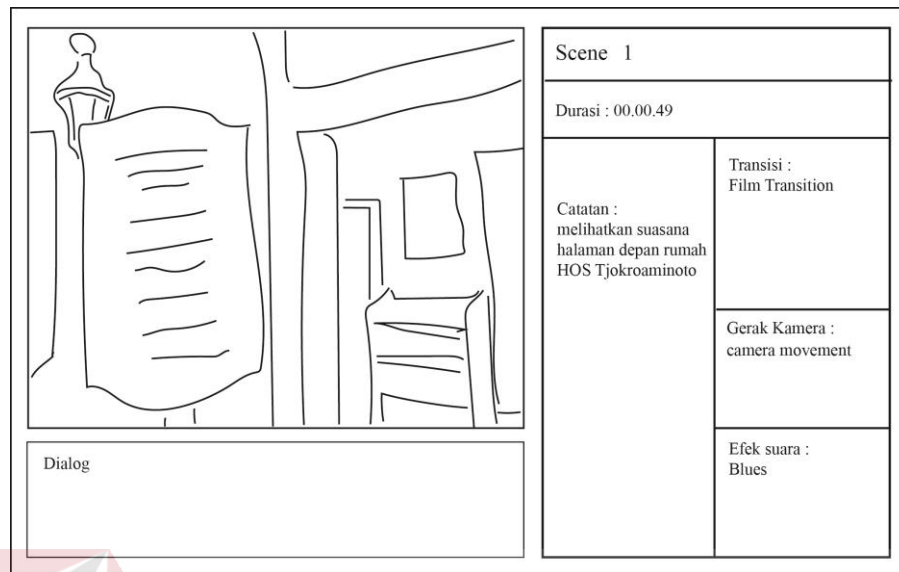 Scene 1
Durasi : 00.00.49
Catatan :
melihatkan suasana
halaman depan rumah
HOS Tjokroaminoto
Transisi :
Film Transition
Gerak Kamera :
camera movement
Efek suara :
Blues
Dialog